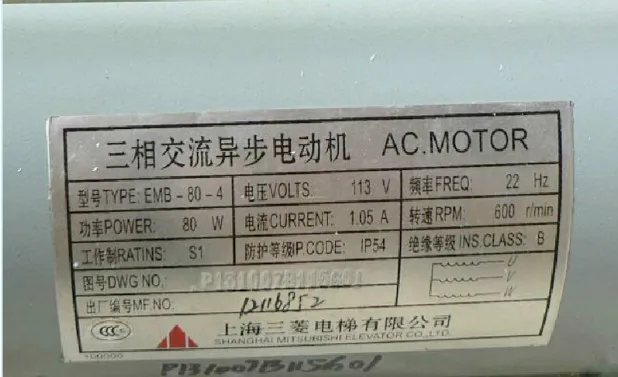 三相交流异步电动机 AC.MOTOR
型号TYPE: EMB-80-4 电压VOLTS: 113 V 频率FREQ: 22 Hz
功率POWER: 80 W 电流CURRENT: 1.05 A 转速RPM: 600 r/min
工作制RATINS: S1 防护等级IP.CODE: IP54 绝缘等级INS.CLASS: B
图号DWG NO.: P131007B115G01
U
V
出厂编号MF.NO: 12116852
W
CCC
上海三菱电梯有限公司
SHANGHAI MITSUBISHI ELEVATOR CO.,LTD
100000
P131007B115G01